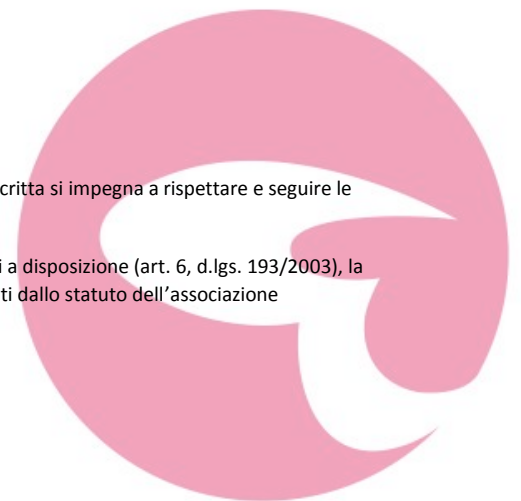 critta si impegna a rispettare e seguire le
i a disposizione (art. 6, d.lgs. 193/2003), la
ti dallo statuto dell’associazione